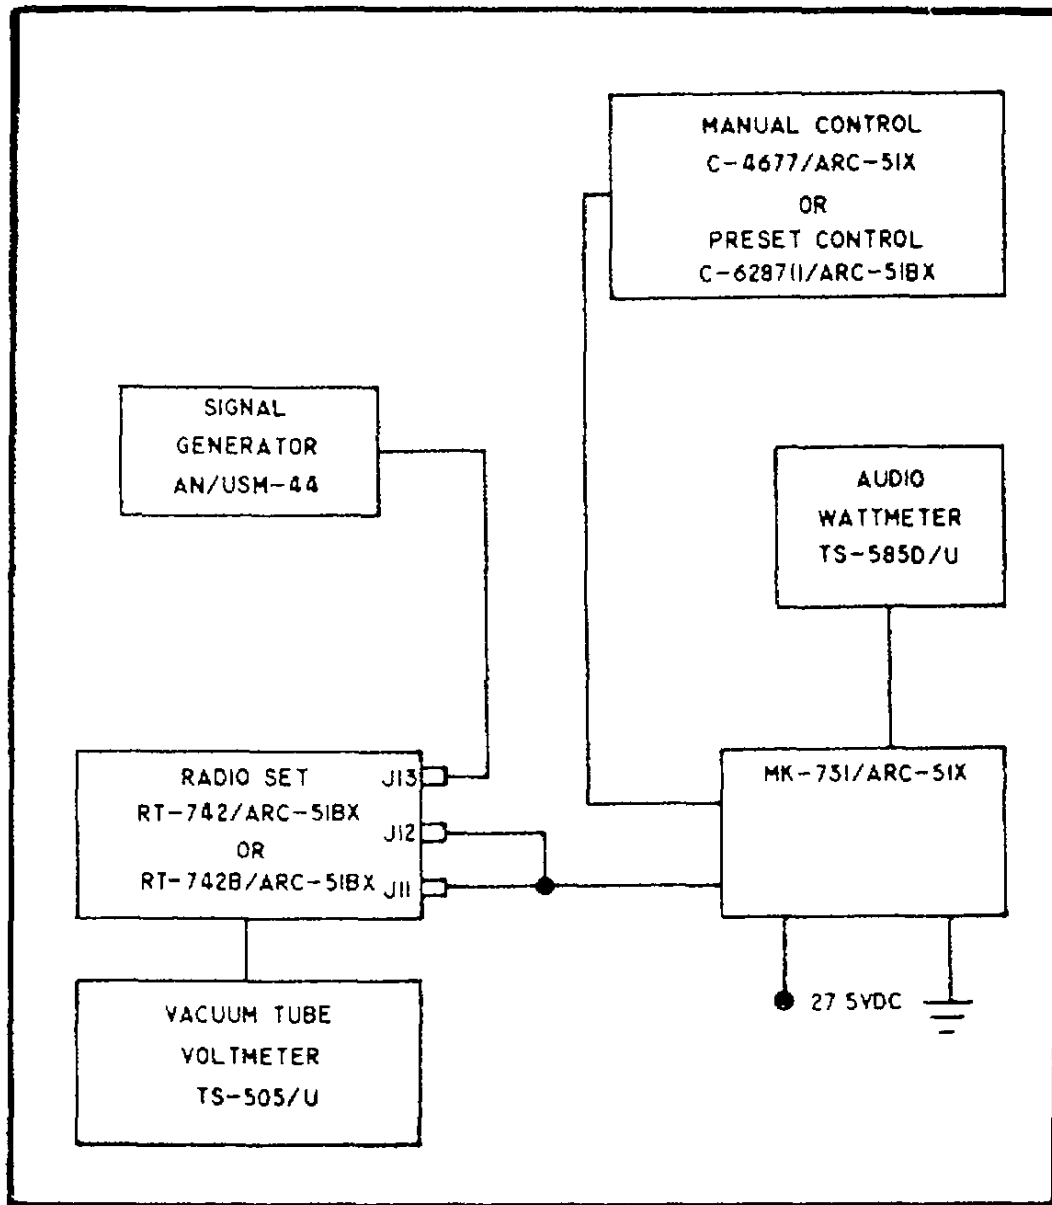 MANUAL CONTROL
C-4677/ARC-51X
OR
PRESET CONTROL
C-6287()/ARC-51BX
SIGNAL
GENERATOR
AN/USM-44
AUDIO
WATTMETER
TS-585D/U
RADIO SET
RT-742/ARC-51BX
OR
RT-742B/ARC-51BX
J13
J12
J11
MK-731/ARC-51X
VACUUM TUBE
VOLTMETER
TS-505/U
27 5VDC